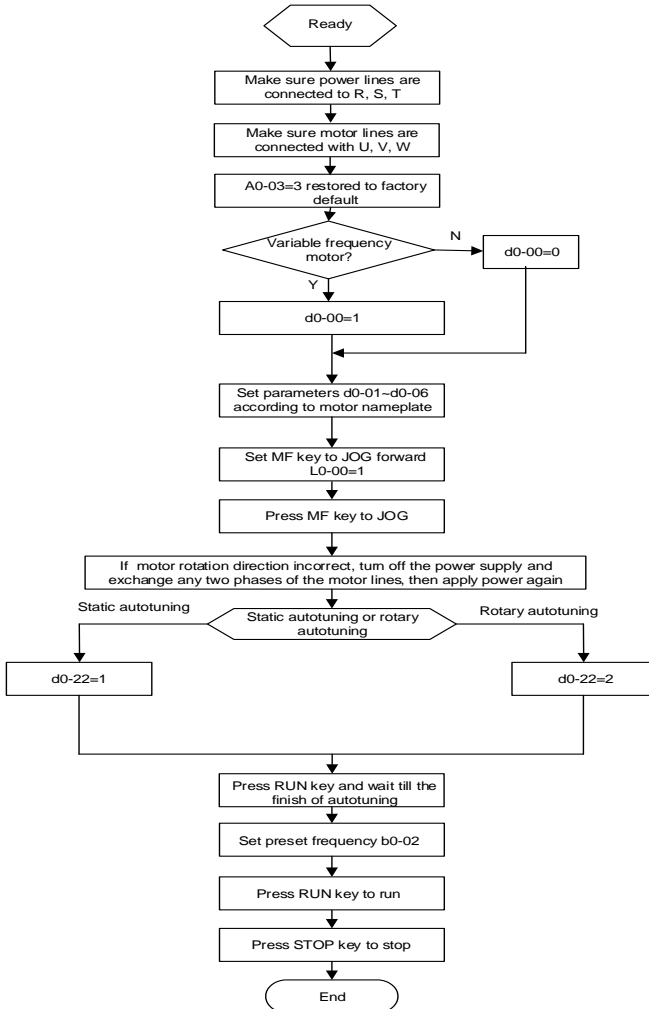 Ready
Make sure power lines are
connected to R, S, T
Make sure motor lines are
connected with U, V, W
A0-03=3 restored to factory
default
Variable frequency
motor?
N
d0-00=0
Y
d0-00=1
Set parameters d0-01~d0-06
according to motor nameplate
Set MF key to JOG forward
L0-00=1
Press MF key to JOG
If motor rotation direction incorrect, turn off the power supply and
exchange any two phases of the motor lines, then apply power again
Static autotuning
Static autotuning or rotary
autotuning
Rotary autotuning
d0-22=1
d0-22=2
Press RUN key and wait till the
finish of autotuning
Set preset frequency b0-02
Press RUN key to run
Press STOP key to stop
End